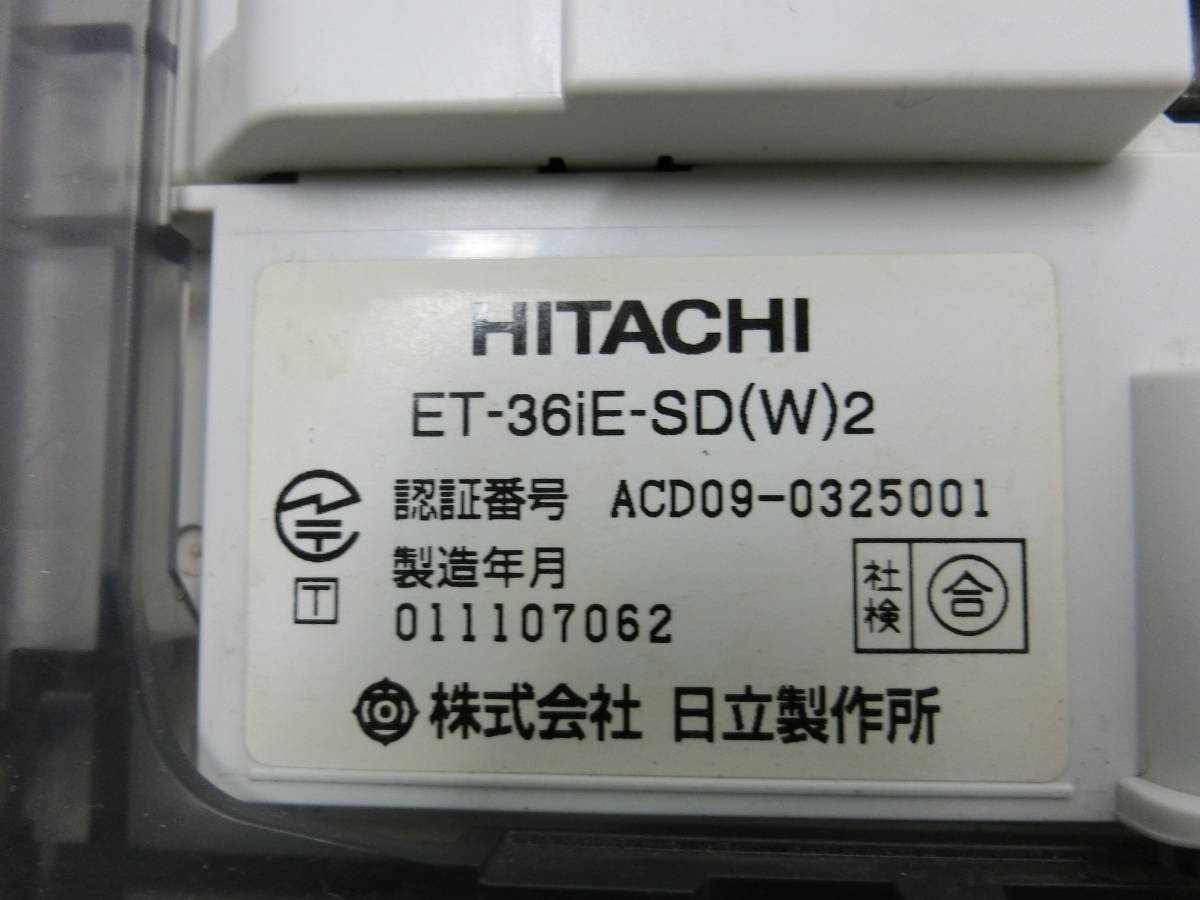 HITACHI
ET-36iE-SD(W)2
認証番号 ACD09-0325001
T
製造年月
011107062
社検 合
株式会社 日立製作所